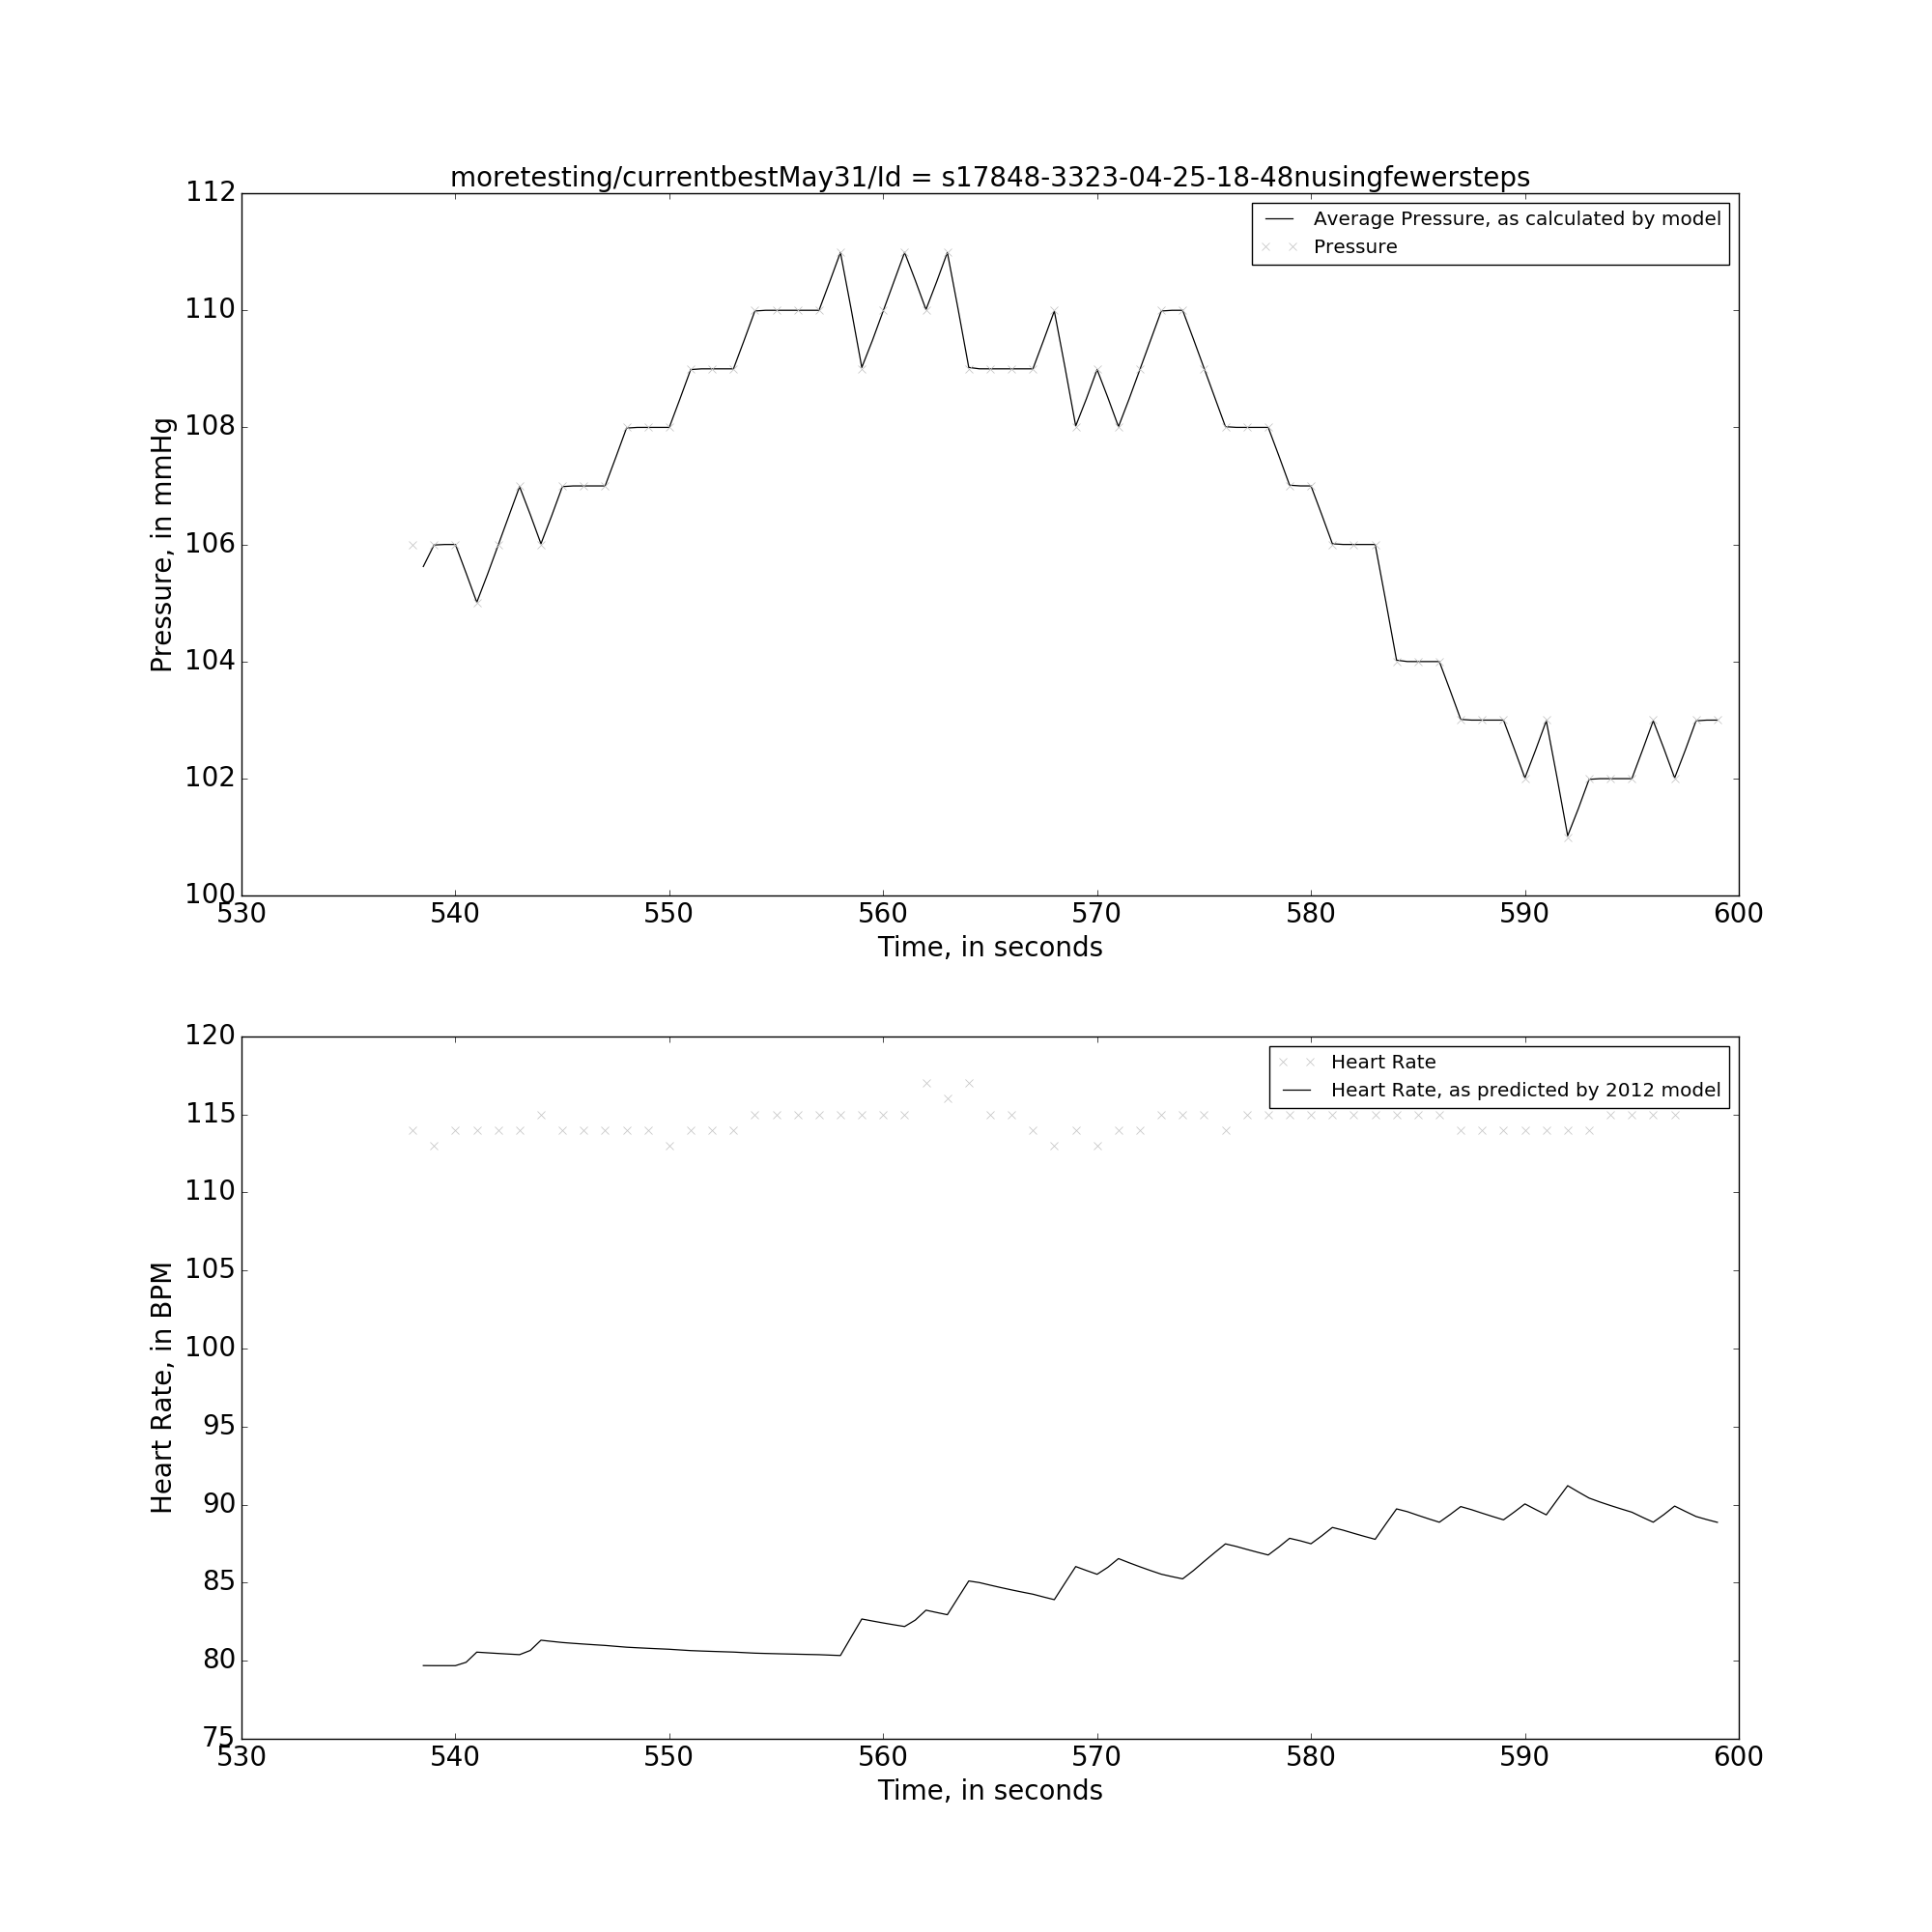 moretesting/currentbestMay31/Id = s17848-3323-04-25-18-48nusingfewersteps
112
110
108
106
104
102
100
Pressure, in mmHg
Average Pressure, as calculated by model
Pressure
530 540 550 560 570 580 590 600
Time, in seconds
120
115
110
105
100
95
90
85
80
75
Heart Rate, in BPM
Heart Rate
Heart Rate, as predicted by 2012 model
530 540 550 560 570 580 590 600
Time, in seconds